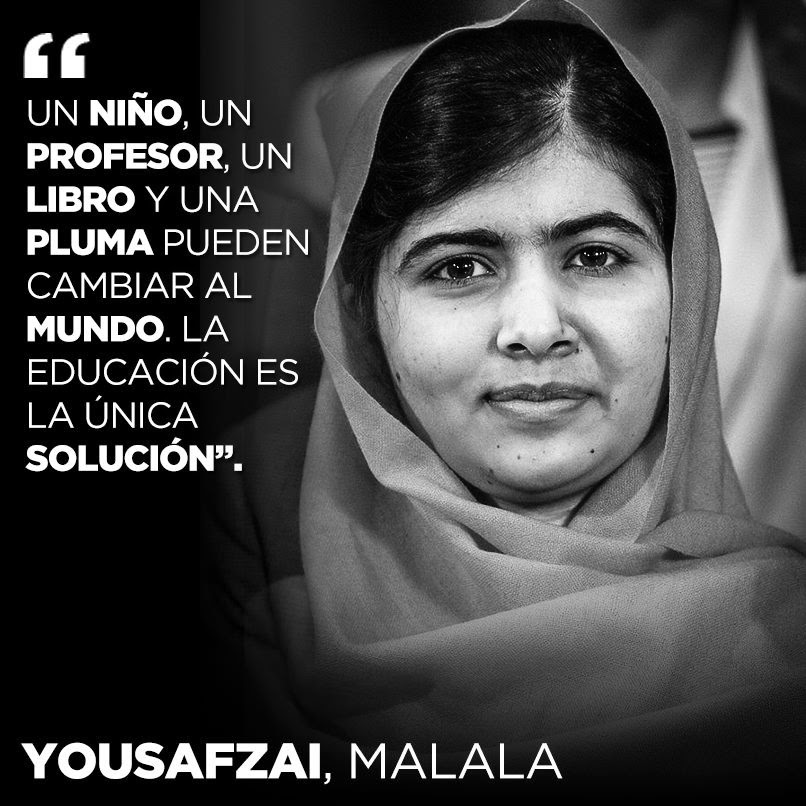 “
UN NIÑO, UN
PROFESOR, UN
LIBRO Y UNA
PLUMA PUEDEN
CAMBIAR AL
MUNDO. LA
EDUCACIÓN ES
LA ÚNICA
SOLUCIÓN”.
YOUSAFZAI, MALALA